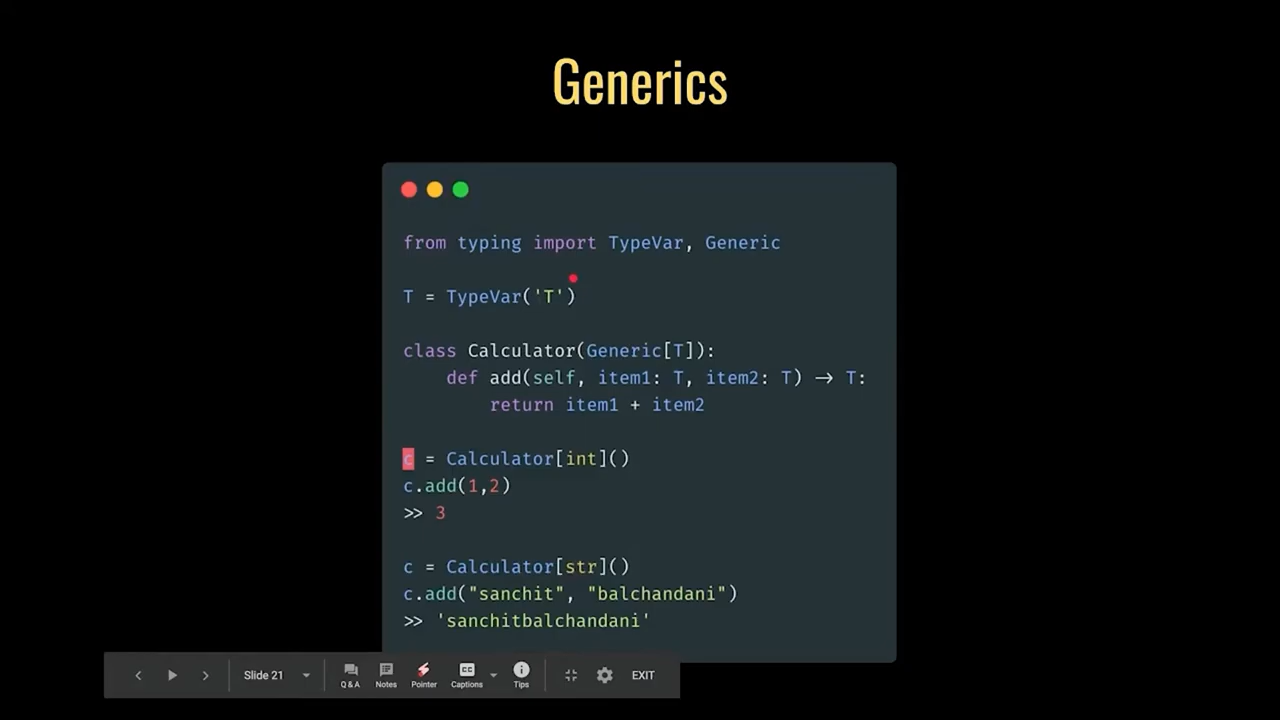 Generics
from typing import TypeVar, Generic
T = TypeVar('T')
class Calculator(Generic[T]):
def add(self, item1: T, item2: T) -> T:
return item1 + item2
c = Calculator[int]()
c.add(1,2)
>> 3
c = Calculator[str]()
c.add("sanchit", "balchandani")
>> 'sanchitbalchandani'
Slide 21 Q & A Notes Pointer CC Captions Tips EXIT